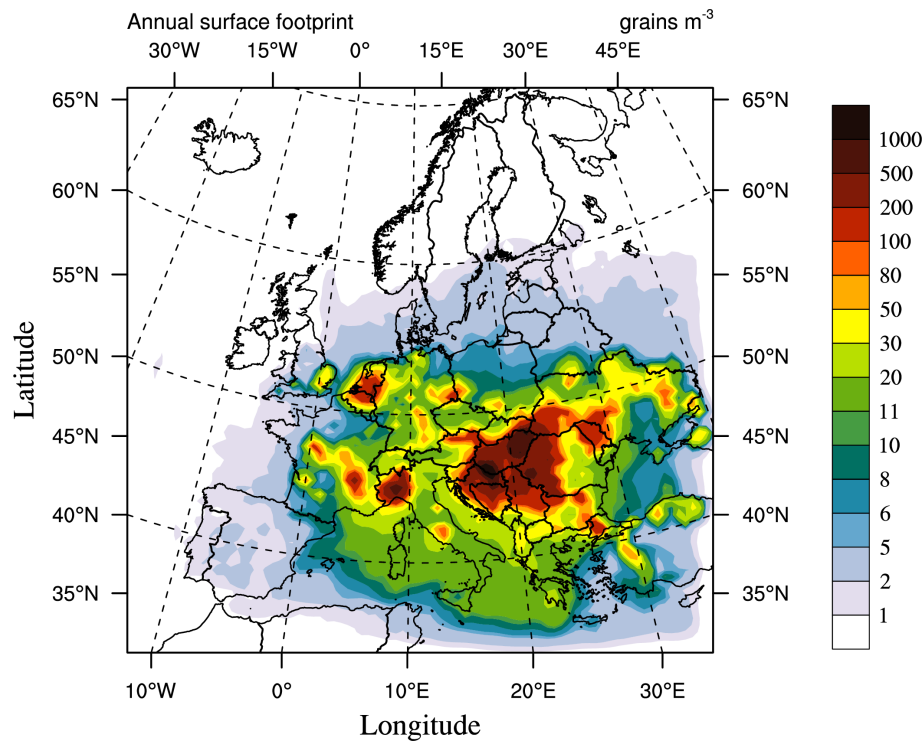 Annual surface footprint grains m⁻³
30°W 15°W 0° 15°E 30°E 45°E
65°N 65°N
60°N 60°N
55°N 55°N
50°N 50°N
45°N 45°N
40°N 40°N
35°N 35°N
Latitude
10°W 0° 10°E 20°E 30°E
Longitude
1000
500
200
100
80
50
30
20
11
10
8
6
5
2
1